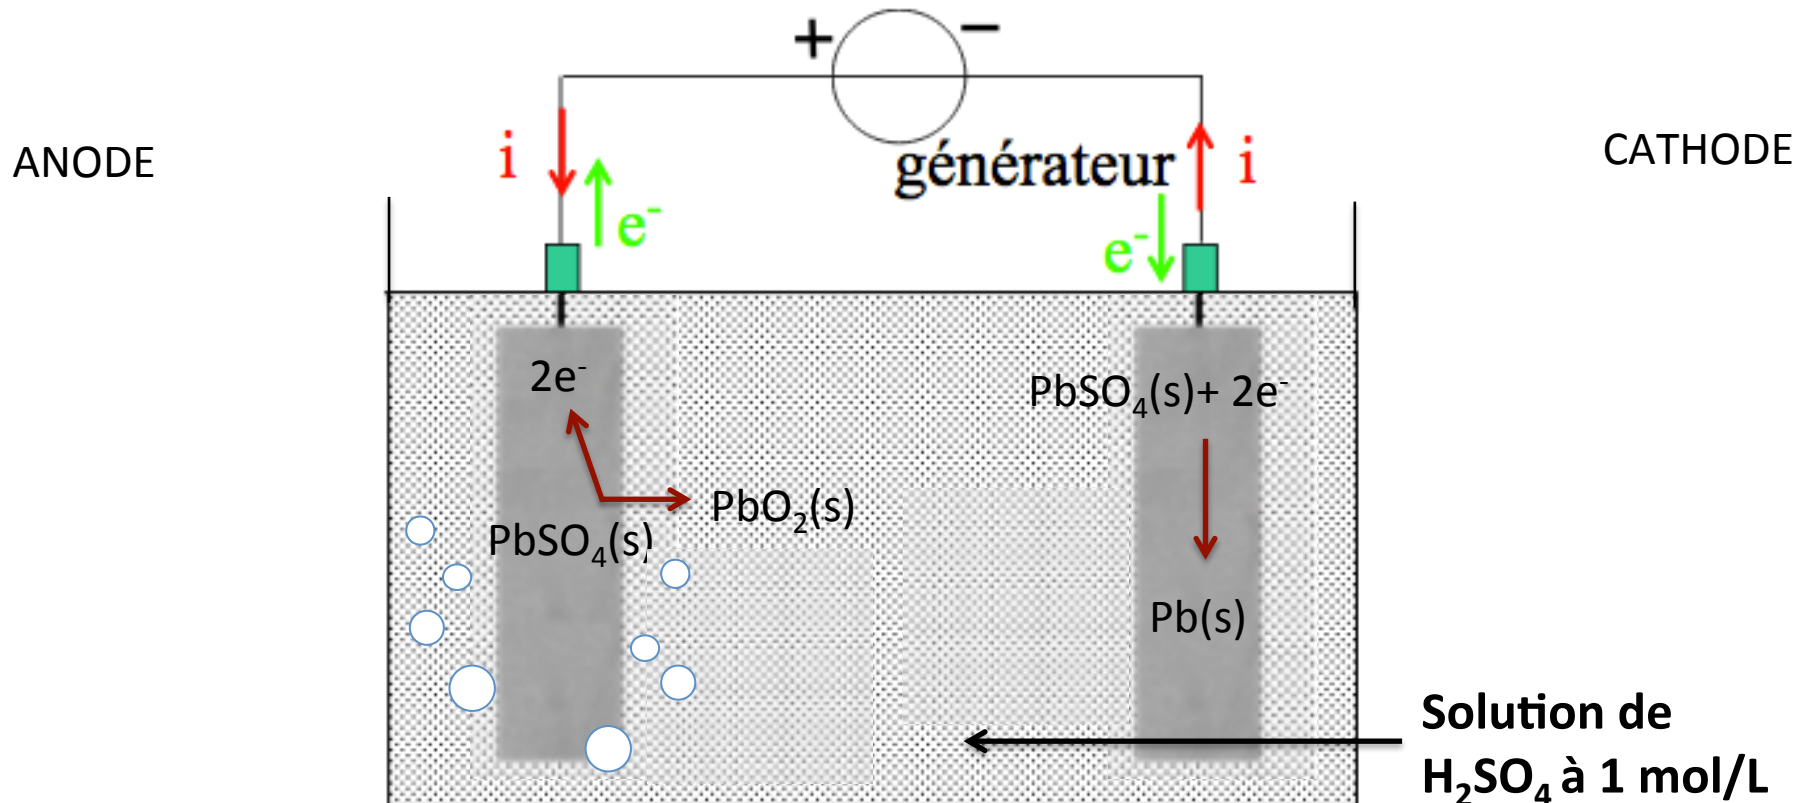 + −
ANODE
CATHODE
i
générateur
i
e⁻
e⁻
2e⁻
PbSO₄(s)+ 2e⁻
PbO₂(s)
PbSO₄(s)
Pb(s)
Solution de
H₂SO₄ à 1 mol/L